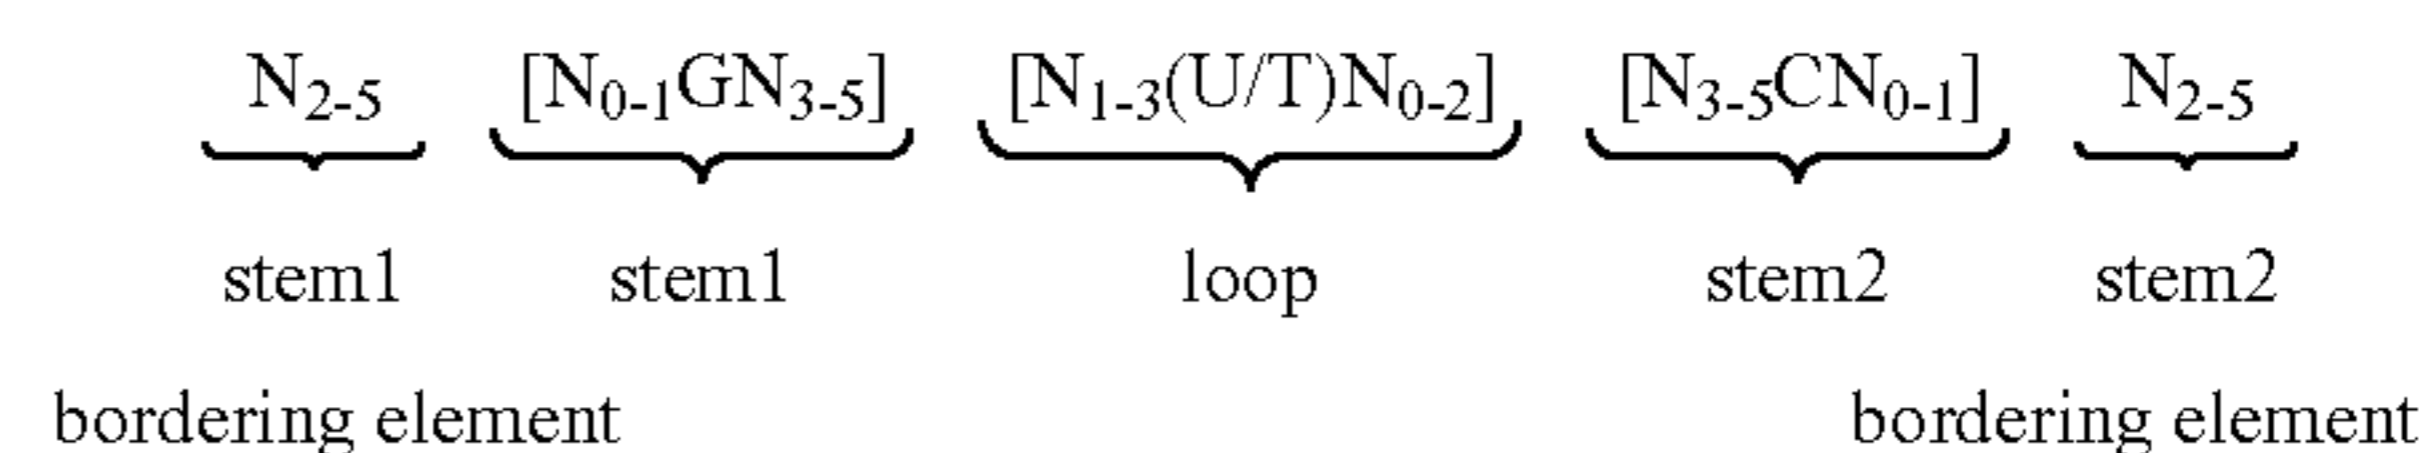 N₂₋₅ [N₀₋₁GN₃₋₅] [N₁₋₃(U/T)N₀₋₂] [N₃₋₅CN₀₋₁] N₂₋₅
stem1 stem1 loop stem2 stem2
bordering element bordering element